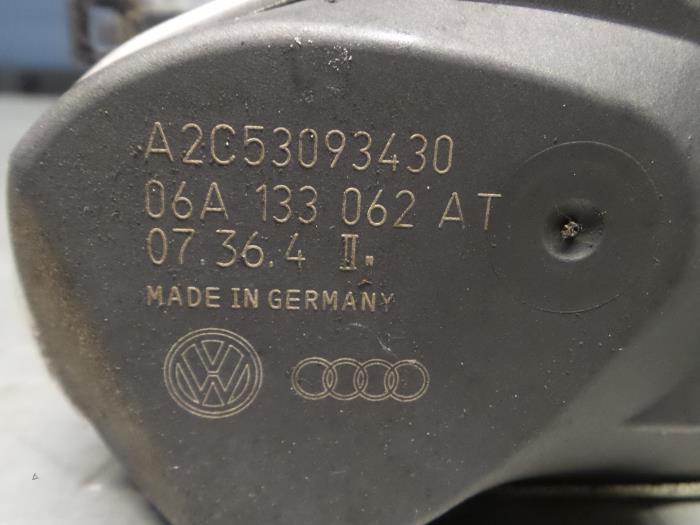 A2C53093430
06A 133 062 AT
07.36.4 II.
MADE IN GERMANY